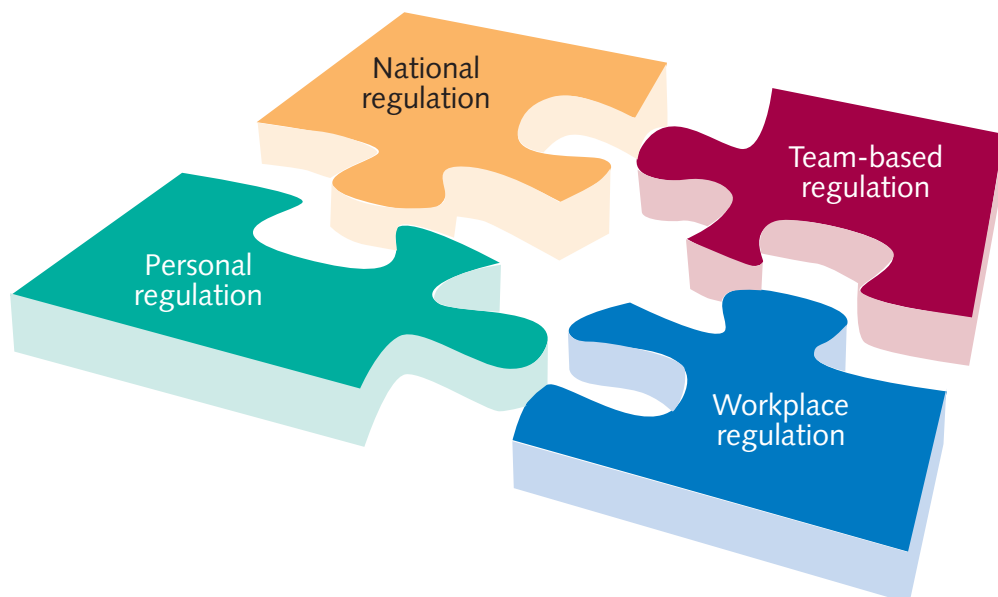 National
regulation
Team-based
regulation
Personal
regulation
Workplace
regulation